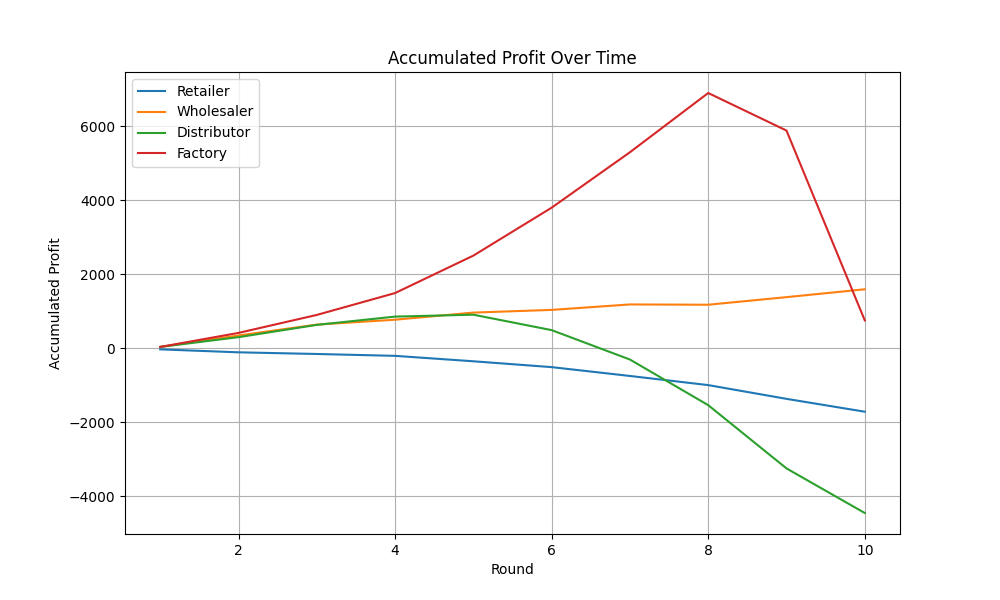 Accumulated Profit Over Time
Retailer
Wholesaler
Distributor
Factory
6000
4000
2000
0
−2000
−4000
Accumulated Profit
2 4 6 8 10
Round